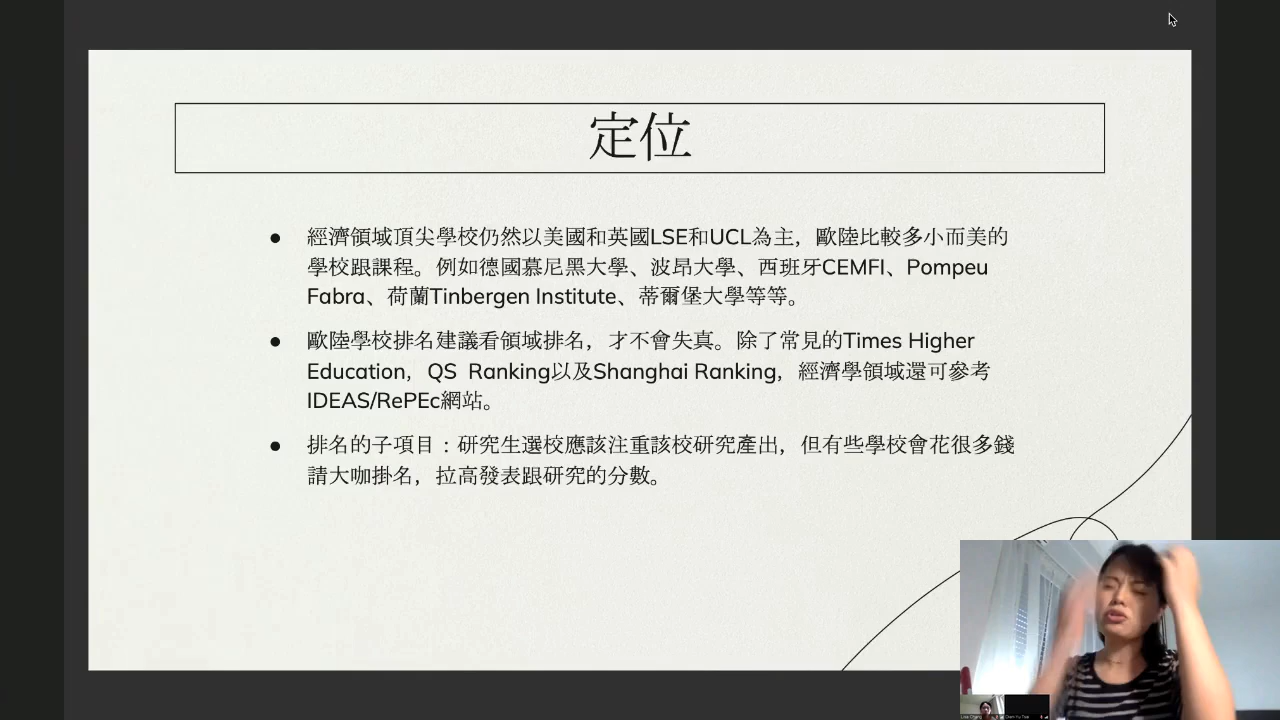 定位
● 經濟領域頂尖學校仍然以美國和英國LSE和UCL為主，歐陸比較多小而美的
學校跟課程。例如德國慕尼黑大學、波昂大學、西班牙CEMFI、Pompeu
Fabra、荷蘭Tinbergen Institute、蒂爾堡大學等等。
● 歐陸學校排名建議看領域排名，才不會失真。除了常見的Times Higher
Education，QS Ranking以及Shanghai Ranking，經濟學領域還可參考
IDEAS/RePEc網站。
● 排名的子項目：研究生選校應該注重該校研究產出，但有些學校會花很多錢
請大咖掛名，拉高發表跟研究的分數。